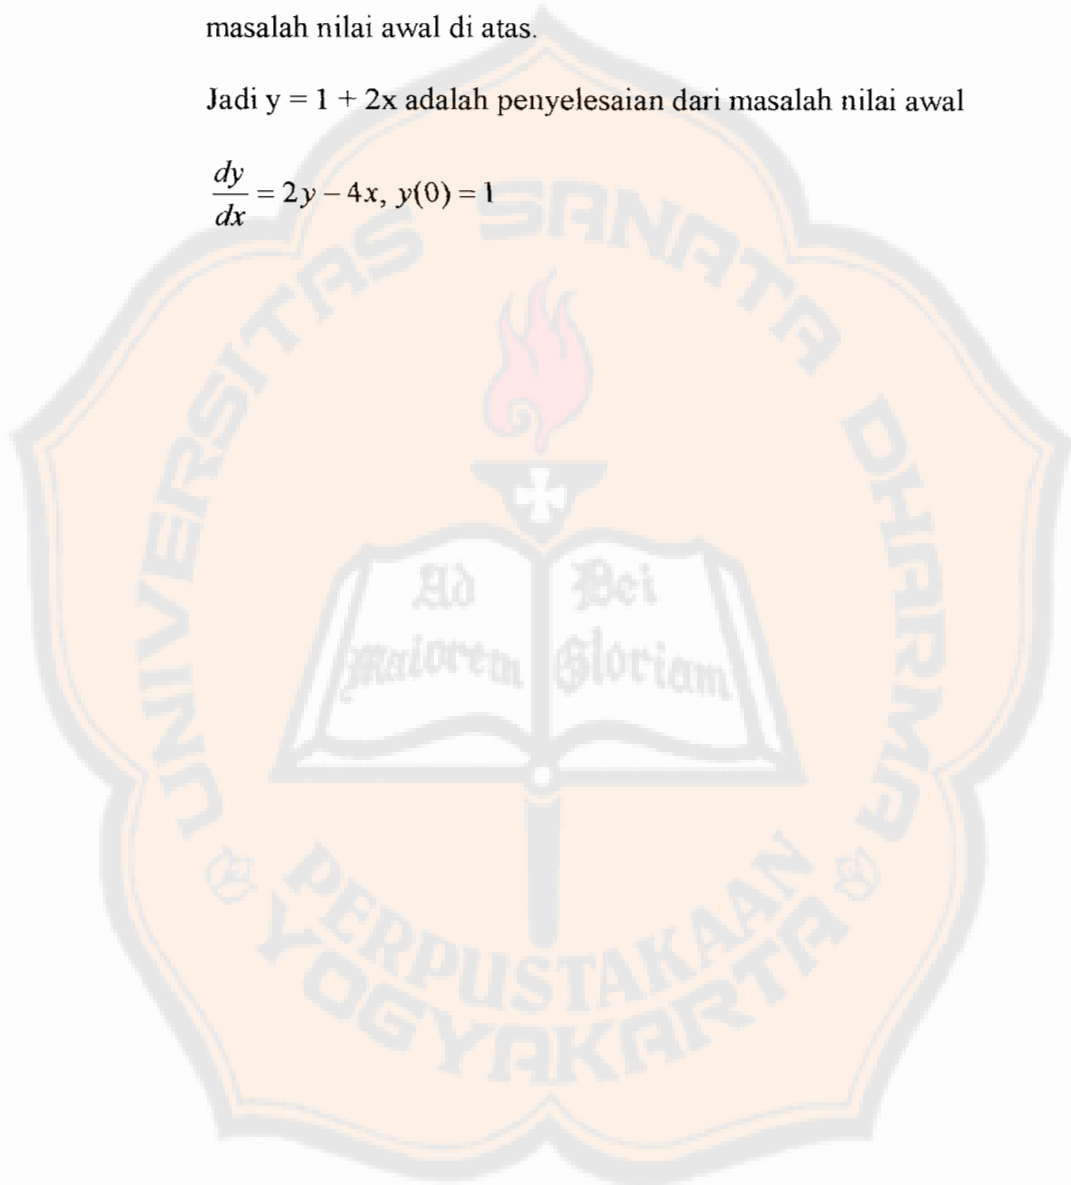 masalah nilai awal di atas.
Jadi y = 1 + 2x adalah penyelesaian dari masalah nilai awal
dy/dx = 2y – 4x, y(0) = 1
UNIVERSITAS SANATA DHARMA
Ad Dei
maiorem Gloriam
PERPUSTAKAAN
YOGYAKARTA